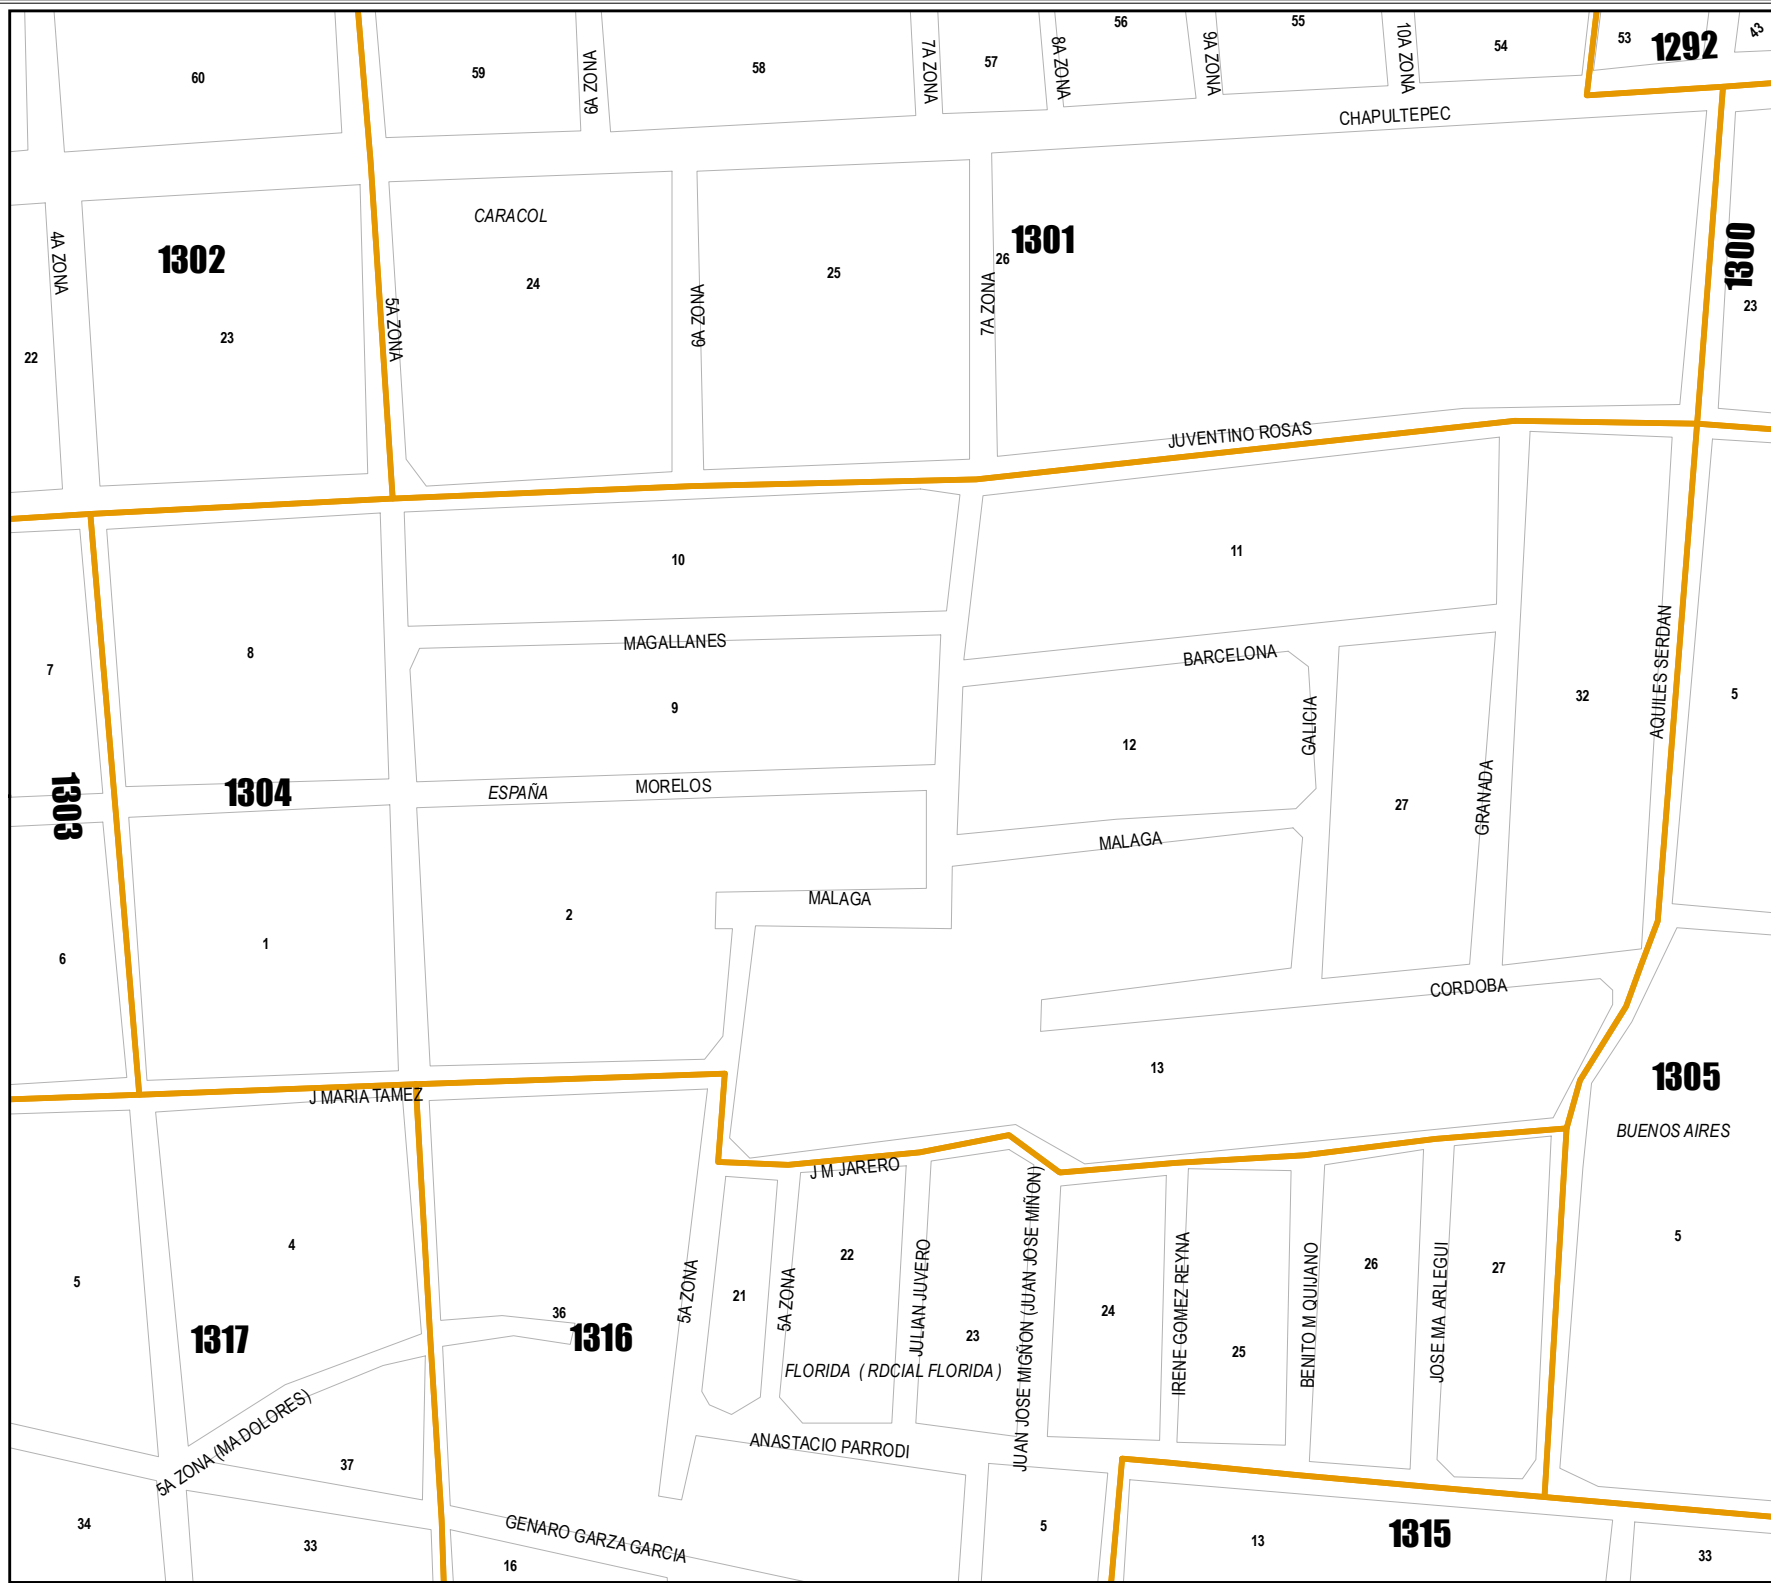 60
59
6A ZONA
58
7A ZONA
57
8A ZONA
56
9A ZONA
55
10A ZONA
54
53
1292
43
CHAPULTEPEC
4A ZONA
1302
23
22
5A ZONA
CARACOL
24
6A ZONA
25
7A ZONA
26
1301
1300
23
JUVENTINO ROSAS
7
8
10
11
MAGALLANES
BARCELONA
9
12
GALICIA
32
AQUILES SERDAN
5
1303
1304
ESPAÑA
MORELOS
27
GRANADA
MALAGA
MALAGA
2
1
6
CORDOBA
13
1305
BUENOS AIRES
J MARIA TAMEZ
J M JARERO
5
4
1317
36
1316
5A ZONA
21
5A ZONA
22
JULIAN JUVERO
23
JUAN JOSE MIGÑON (JUAN JOSE MIÑON)
24
IRENE GOMEZ REYNA
25
BENITO M QUIJANO
26
JOSE MA ARLEGUI
27
5
FLORIDA ( RDCIAL FLORIDA )
5A ZONA (MA DOLORES)
37
ANASTACIO PARRODI
34
33
GENARO GARZA GARCIA
16
5
13
1315
33